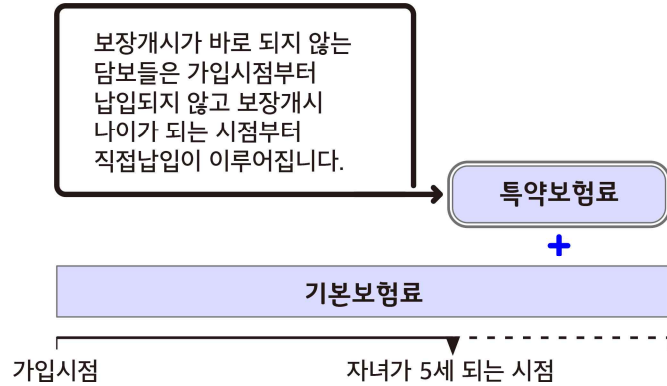 보장개시가 바로 되지 않는
담보들은 가입시점부터
납입되지 않고 보장개시
나이가 되는 시점부터
직접납입이 이루어집니다.
특약보험료
+
기본보험료
가입시점
자녀가 5세 되는 시점